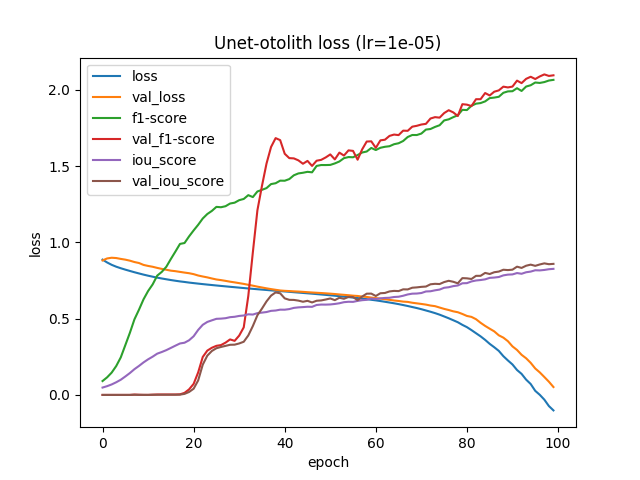 Unet-otolith loss (lr=1e-05)
loss
val_loss
f1-score
val_f1-score
iou_score
val_iou_score
2.0
1.5
1.0
0.5
0.0
loss
0 20 40 60 80 100
epoch